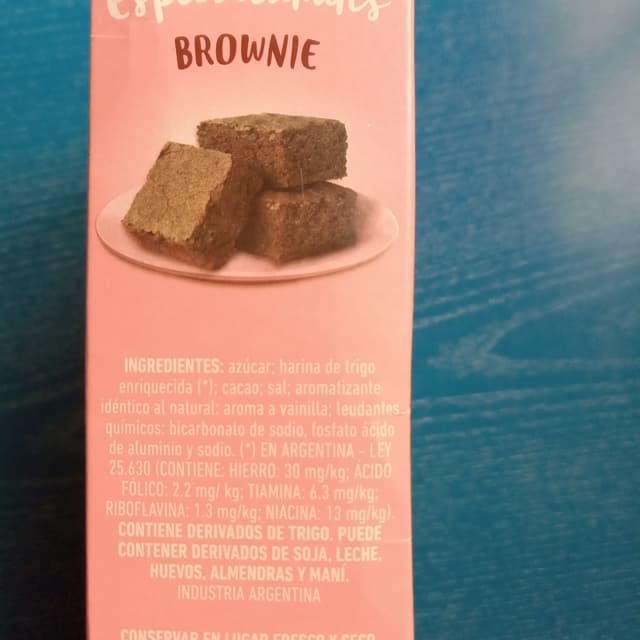 Especialidades
BROWNIE
INGREDIENTES: azúcar; harina de trigo
enriquecida (*); cacao; sal; aromatizante
idéntico al natural: aroma a vainilla; leudantes
químicos: bicarbonato de sodio, fosfato ácido
de aluminio y sodio. (*) EN ARGENTINA - LEY
25.630 (CONTIENE: HIERRO: 30 mg/kg; ÁCIDO
FÓLICO: 2.2 mg/ kg; TIAMINA: 6.3 mg/kg;
RIBOFLAVINA: 1.3 mg/kg; NIACINA: 13 mg/kg).
CONTIENE DERIVADOS DE TRIGO. PUEDE
CONTENER DERIVADOS DE SOJA, LECHE,
HUEVOS, ALMENDRAS Y MANÍ.
INDUSTRIA ARGENTINA
CONSERVAR EN LUGAR FRESCO Y SECO